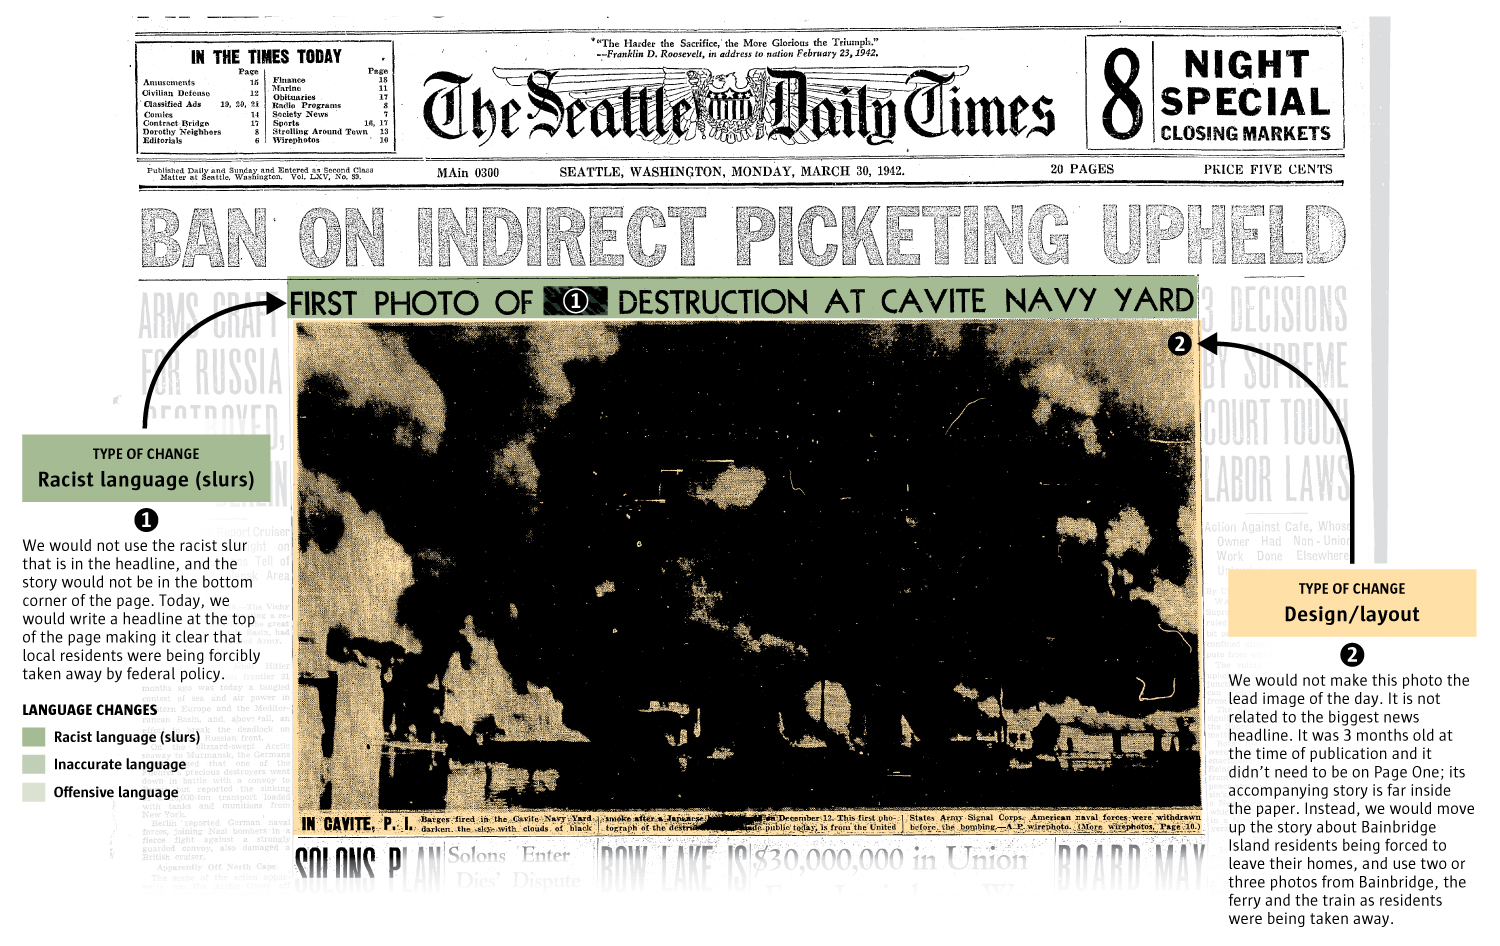 "The Harder the Sacrifice, the More Glorious the Triumph."
—Franklin D. Roosevelt, in address to nation February 23, 1942.
IN THE TIMES TODAY
Page
Amusements 15
Civilian Defense 12
Classified Ads 19, 20, 21
Comics 14
Contract Bridge 17
Dorothy Neighbors 8
Editorials 6
Page
Finance 18
Marine 11
Obituaries 17
Radio Programs 8
Society News 7
Sports 16, 17
Strolling Around Town 13
Wirephotos 10
The Seattle Daily Times
8 NIGHT
SPECIAL
CLOSING MARKETS
Published Daily and Sunday and Entered as Second Class
Matter at Seattle, Washington. Vol. LXV, No. 89.
MAin 0300
SEATTLE, WASHINGTON, MONDAY, MARCH 30, 1942.
20 PAGES
PRICE FIVE CENTS
BAN ON INDIRECT PICKETING UPHELD
FIRST PHOTO OF 1 DESTRUCTION AT CAVITE NAVY YARD
2
ARMS CRAFT
FOR RUSSIA
DESTROYED,
3 DECISIONS
BY SUPREME
COURT TOUCH
LABOR LAWS
Action Against Cafe, Whose
Owner Had Non-Union
Work Done Elsewhere
TYPE OF CHANGE
Racist language (slurs)
1
We would not use the racist slur
that is in the headline, and the
story would not be in the bottom
corner of the page. Today, we
would write a headline at the top
of the page making it clear that
local residents were being forcibly
taken away by federal policy.
LANGUAGE CHANGES
Racist language (slurs)
Inaccurate language
Offensive language
TYPE OF CHANGE
Design/layout
2
We would not make this photo the
lead image of the day. It is not
related to the biggest news
headline. It was 3 months old at
the time of publication and it
didn't need to be on Page One; its
accompanying story is far inside
the paper. Instead, we would move
up the story about Bainbridge
Island residents being forced to
leave their homes, and use two or
three photos from Bainbridge, the
ferry and the train as residents
were being taken away.
IN CAVITE, P. I.
Barges fired in the Cavite Navy Yard
darken the sky with clouds of black
smoke after a Japanese on December 12. This first pho-
tograph of the public today, is from the United
States Army Signal Corps. American naval forces were withdrawn
before the bombing.—A.P. wirephoto. (More wirephotos, Page 10.)
SOLONS PLAN
Solons Enter
Dies' Dispute
BOW LAKE IS
$30,000,000 in Union
BOARD MAY